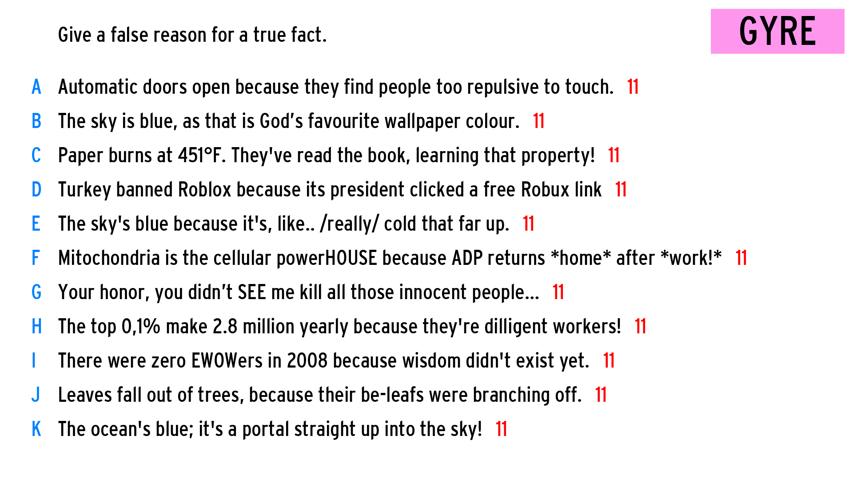 Give a false reason for a true fact.
GYRE
A Automatic doors open because they find people too repulsive to touch. 11
B The sky is blue, as that is God's favourite wallpaper colour. 11
C Paper burns at 451°F. They've read the book, learning that property! 11
D Turkey banned Roblox because its president clicked a free Robux link 11
E The sky's blue because it's, like.. /really/ cold that far up. 11
F Mitochondria is the cellular powerHOUSE because ADP returns *home* after *work!* 11
G Your honor, you didn't SEE me kill all those innocent people... 11
H The top 0,1% make 2.8 million yearly because they're dilligent workers! 11
I There were zero EWOWers in 2008 because wisdom didn't exist yet. 11
J Leaves fall out of trees, because their be-leafs were branching off. 11
K The ocean's blue; it's a portal straight up into the sky! 11